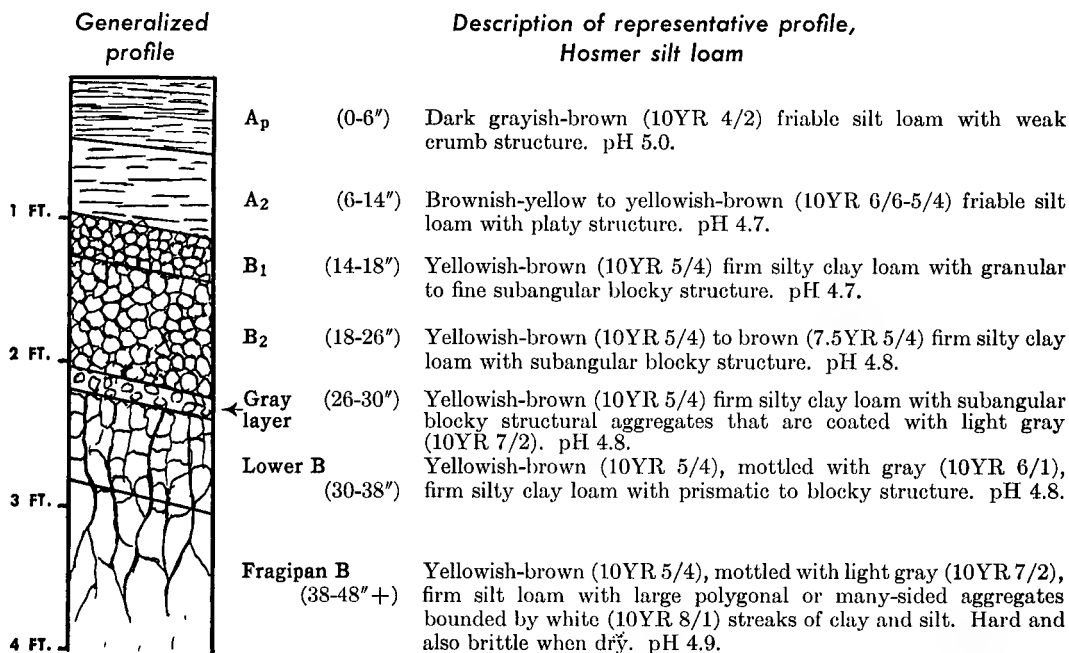 Generalized
profile
Description of representative profile,
Hosmer silt loam
Ap (0-6") Dark grayish-brown (10YR 4/2) friable silt loam with weak
crumb structure. pH 5.0.
1 FT.
A2 (6-14") Brownish-yellow to yellowish-brown (10YR 6/6-5/4) friable silt
loam with platy structure. pH 4.7.
B1 (14-18") Yellowish-brown (10YR 5/4) firm silty clay loam with granular
to fine subangular blocky structure. pH 4.7.
2 FT.
B2 (18-26") Yellowish-brown (10YR 5/4) to brown (7.5YR 5/4) firm silty clay
loam with subangular blocky structure. pH 4.8.
Gray (26-30") Yellowish-brown (10YR 5/4) firm silty clay loam with subangular
layer blocky structural aggregates that are coated with light gray
(10YR 7/2). pH 4.8.
Lower B Yellowish-brown (10YR 5/4), mottled with gray (10YR 6/1),
(30-38") firm silty clay loam with prismatic to blocky structure. pH 4.8.
3 FT.
Fragipan B Yellowish-brown (10YR 5/4), mottled with light gray (10YR 7/2),
(38-48"+) firm silt loam with large polygonal or many-sided aggregates
bounded by white (10YR 8/1) streaks of clay and silt. Hard and
4 FT. also brittle when dry. pH 4.9.